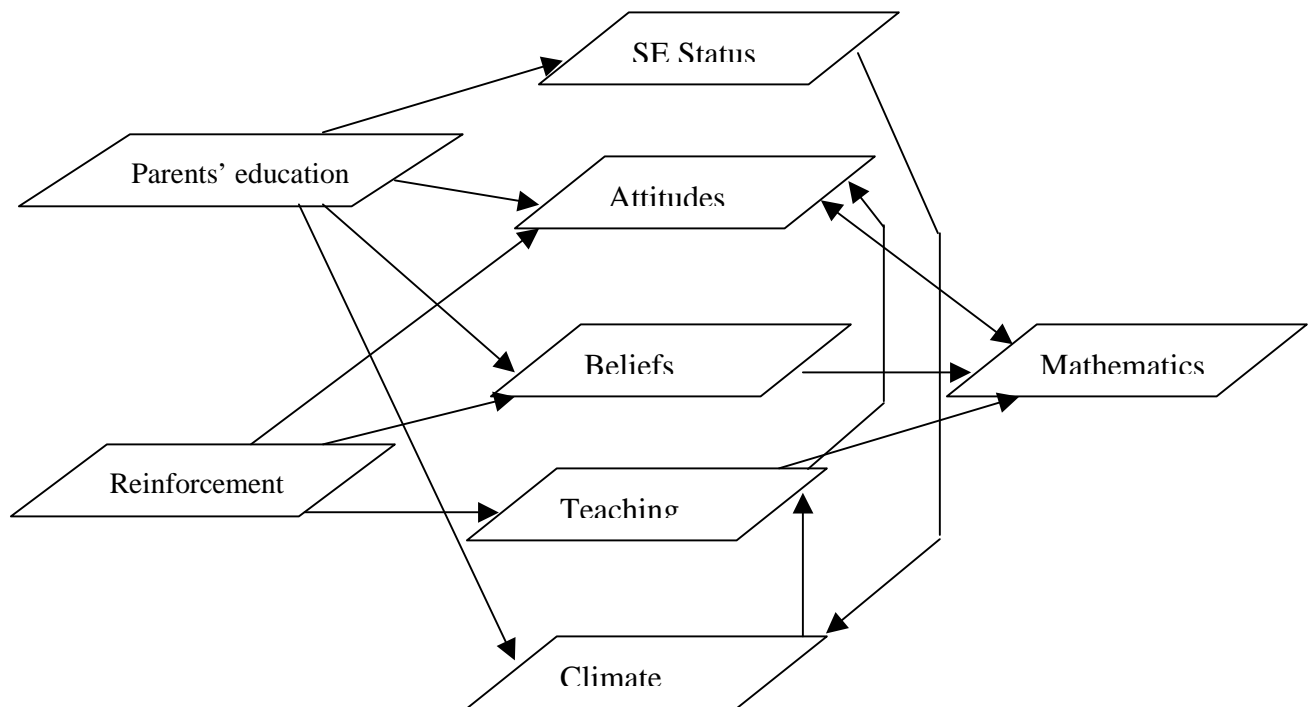 SE Status
Parents’ education
Attitudes
Beliefs
Mathematics
Reinforcement
Teaching
Climate